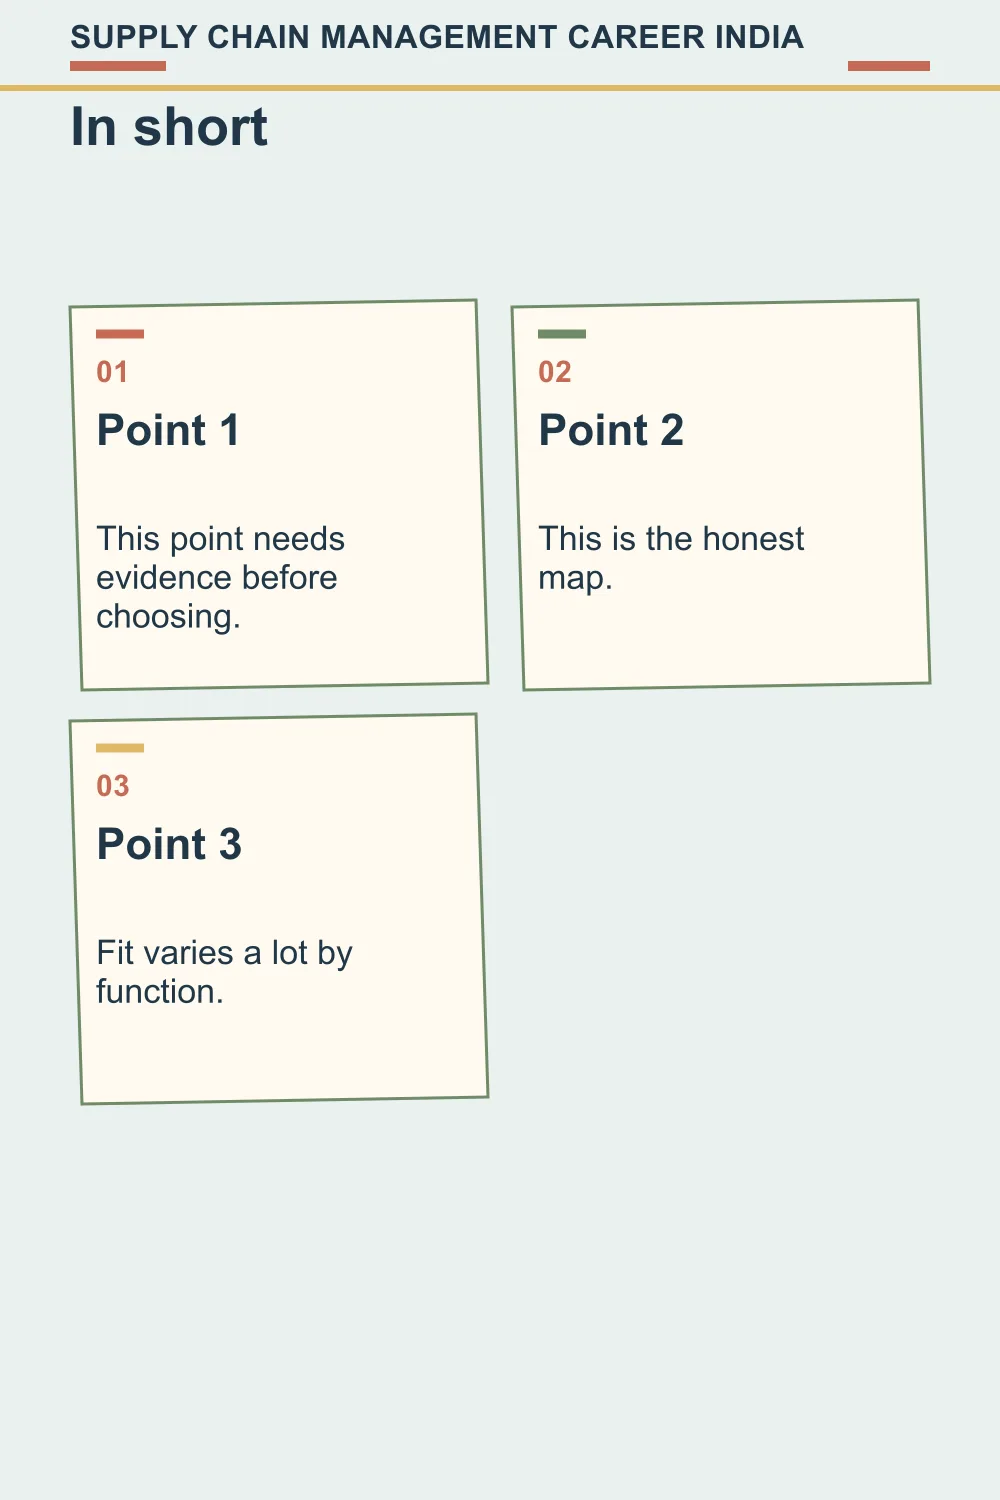 SUPPLY CHAIN MANAGEMENT CAREER INDIA
In short
01
Point 1
This point needs
evidence before
choosing.
02
Point 2
This is the honest
map.
03
Point 3
Fit varies a lot by
function.